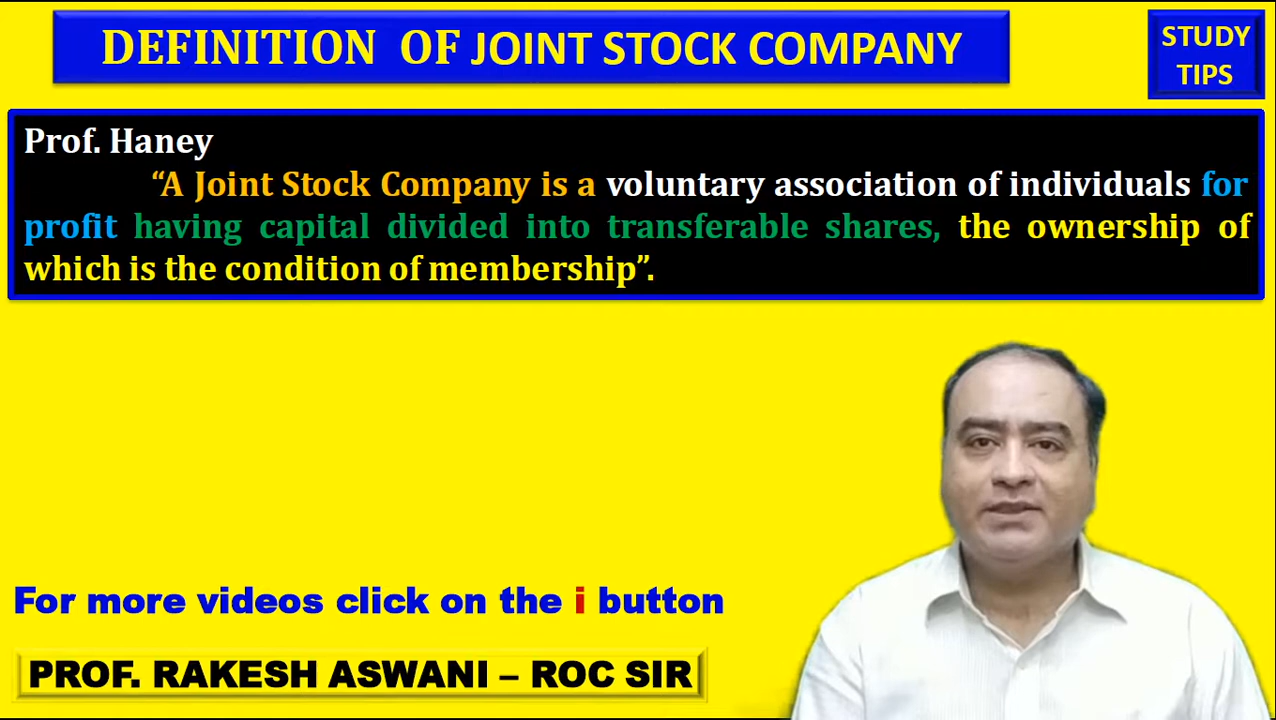 DEFINITION OF JOINT STOCK COMPANY
STUDY
TIPS
Prof. Haney
“A Joint Stock Company is a voluntary association of individuals for
profit having capital divided into transferable shares, the ownership of
which is the condition of membership”.
For more videos click on the i button
PROF. RAKESH ASWANI – ROC SIR